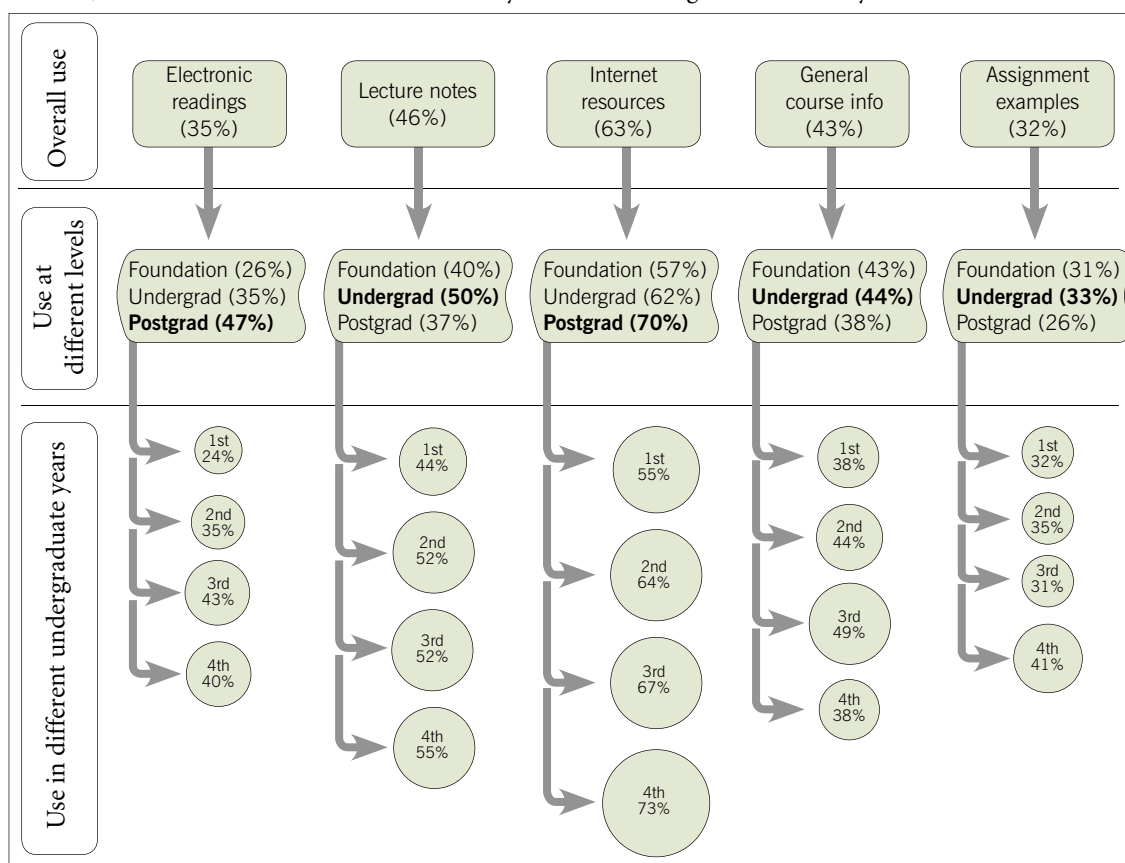 Overall use
Electronic
readings
(35%)
Lecture notes
(46%)
Internet
resources
(63%)
General
course info
(43%)
Assignment
examples
(32%)
Use at
different levels
Foundation (26%)
Undergrad (35%)
Postgrad (47%)
Foundation (40%)
Undergrad (50%)
Postgrad (37%)
Foundation (57%)
Undergrad (62%)
Postgrad (70%)
Foundation (43%)
Undergrad (44%)
Postgrad (38%)
Foundation (31%)
Undergrad (33%)
Postgrad (26%)
Use in different undergraduate years
1st
24%
2nd
35%
3rd
43%
4th
40%
1st
44%
2nd
52%
3rd
52%
4th
55%
1st
55%
2nd
64%
3rd
67%
4th
73%
1st
38%
2nd
44%
3rd
49%
4th
38%
1st
32%
2nd
35%
3rd
31%
4th
41%